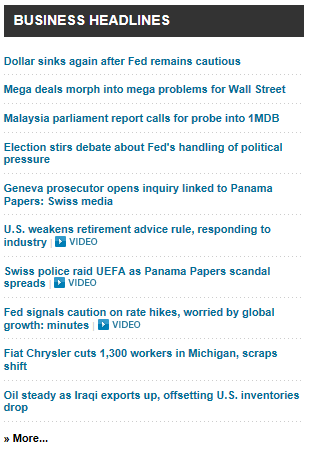 BUSINESS HEADLINES
Dollar sinks again after Fed remains cautious
Mega deals morph into mega problems for Wall Street
Malaysia parliament report calls for probe into 1MDB
Election stirs debate about Fed's handling of political
pressure
Geneva prosecutor opens inquiry linked to Panama
Papers: Swiss media
U.S. weakens retirement advice rule, responding to
industry | VIDEO
Swiss police raid UEFA as Panama Papers scandal
spreads | VIDEO
Fed signals caution on rate hikes, worried by global
growth: minutes | VIDEO
Fiat Chrysler cuts 1,300 workers in Michigan, scraps
shift
Oil steady as Iraqi exports up, offsetting U.S. inventories
drop
» More...